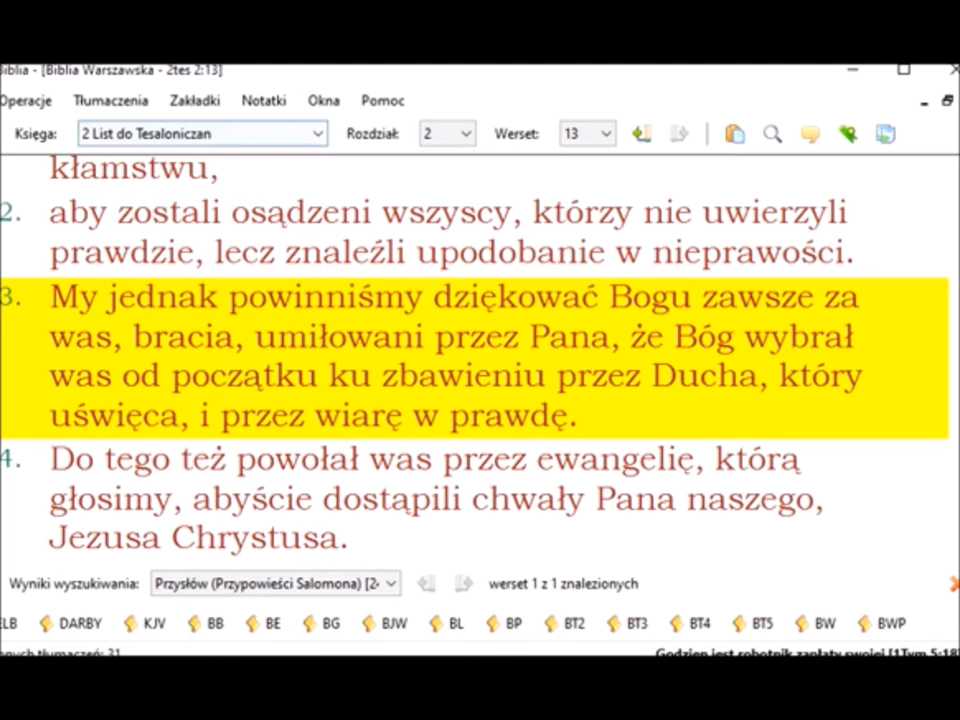 Biblia - [Biblia Warszawska - 2tes 2:13]
Operacje Tłumaczenia Zakładki Notatki Okna Pomoc
Księga: 2 List do Tesaloniczan Rozdział: 2 Werset: 13
kłamstwu,
2. aby zostali osądzeni wszyscy, którzy nie uwierzyli
prawdzie, lecz znaleźli upodobanie w nieprawości.
3. My jednak powinniśmy dziękować Bogu zawsze za
was, bracia, umiłowani przez Pana, że Bóg wybrał
was od początku ku zbawieniu przez Ducha, który
uświęca, i przez wiarę w prawdę.
4. Do tego też powołał was przez ewangelię, którą
głosimy, abyście dostąpili chwały Pana naszego,
Jezusa Chrystusa.
Wyniki wyszukiwania: Przysłów (Przypowieści Salomona) [2 werset 1 z 1 znalezionych
ELB DARBY KJV BB BE BG BJW BL BP BT2 BT3 BT4 BT5 BW BWP
nych tłumaczeń: 31 Godzien jest robotnik zapłaty swojej [1Tym 5:18]